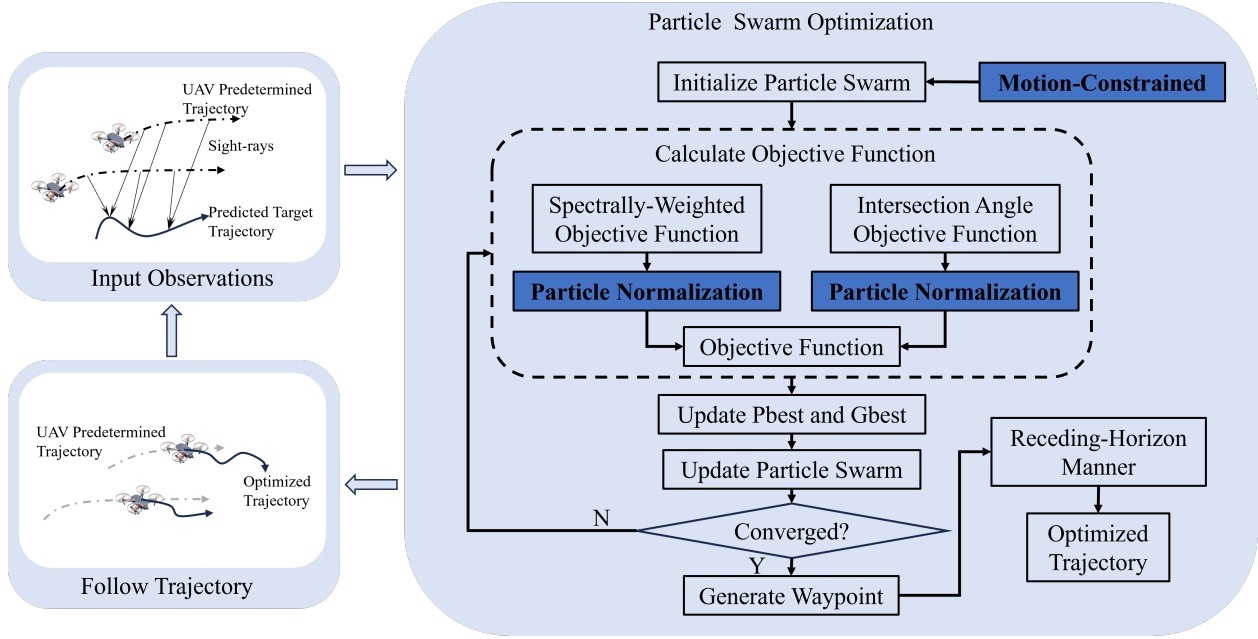 UAV Predetermined
Trajectory
Sight-rays
Predicted Target
Trajectory
Input Observations
UAV Predetermined
Trajectory
Optimized
Trajectory
Follow Trajectory
Particle Swarm Optimization
Initialize Particle Swarm
Motion-Constrained
Calculate Objective Function
Spectrally-Weighted
Objective Function
Intersection Angle
Objective Function
Particle Normalization
Particle Normalization
Objective Function
Update Pbest and Gbest
Update Particle Swarm
Converged?
N
Y
Generate Waypoint
Receding-Horizon
Manner
Optimized
Trajectory